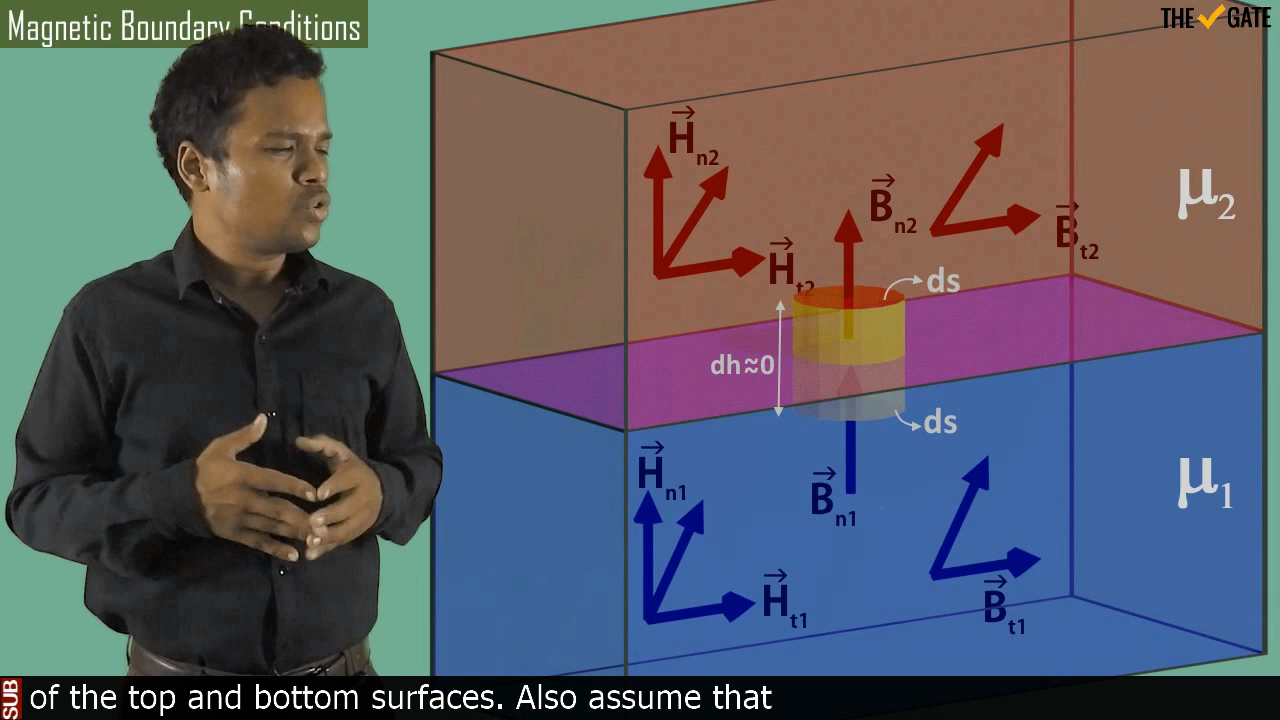 Magnetic Boundary Conditions
THE GATE
H n2
H t2
B n2
B t2
μ2
ds
dh≈0
ds
H n1
H t1
B n1
B t1
μ1
SUB
of the top and bottom surfaces. Also assume that